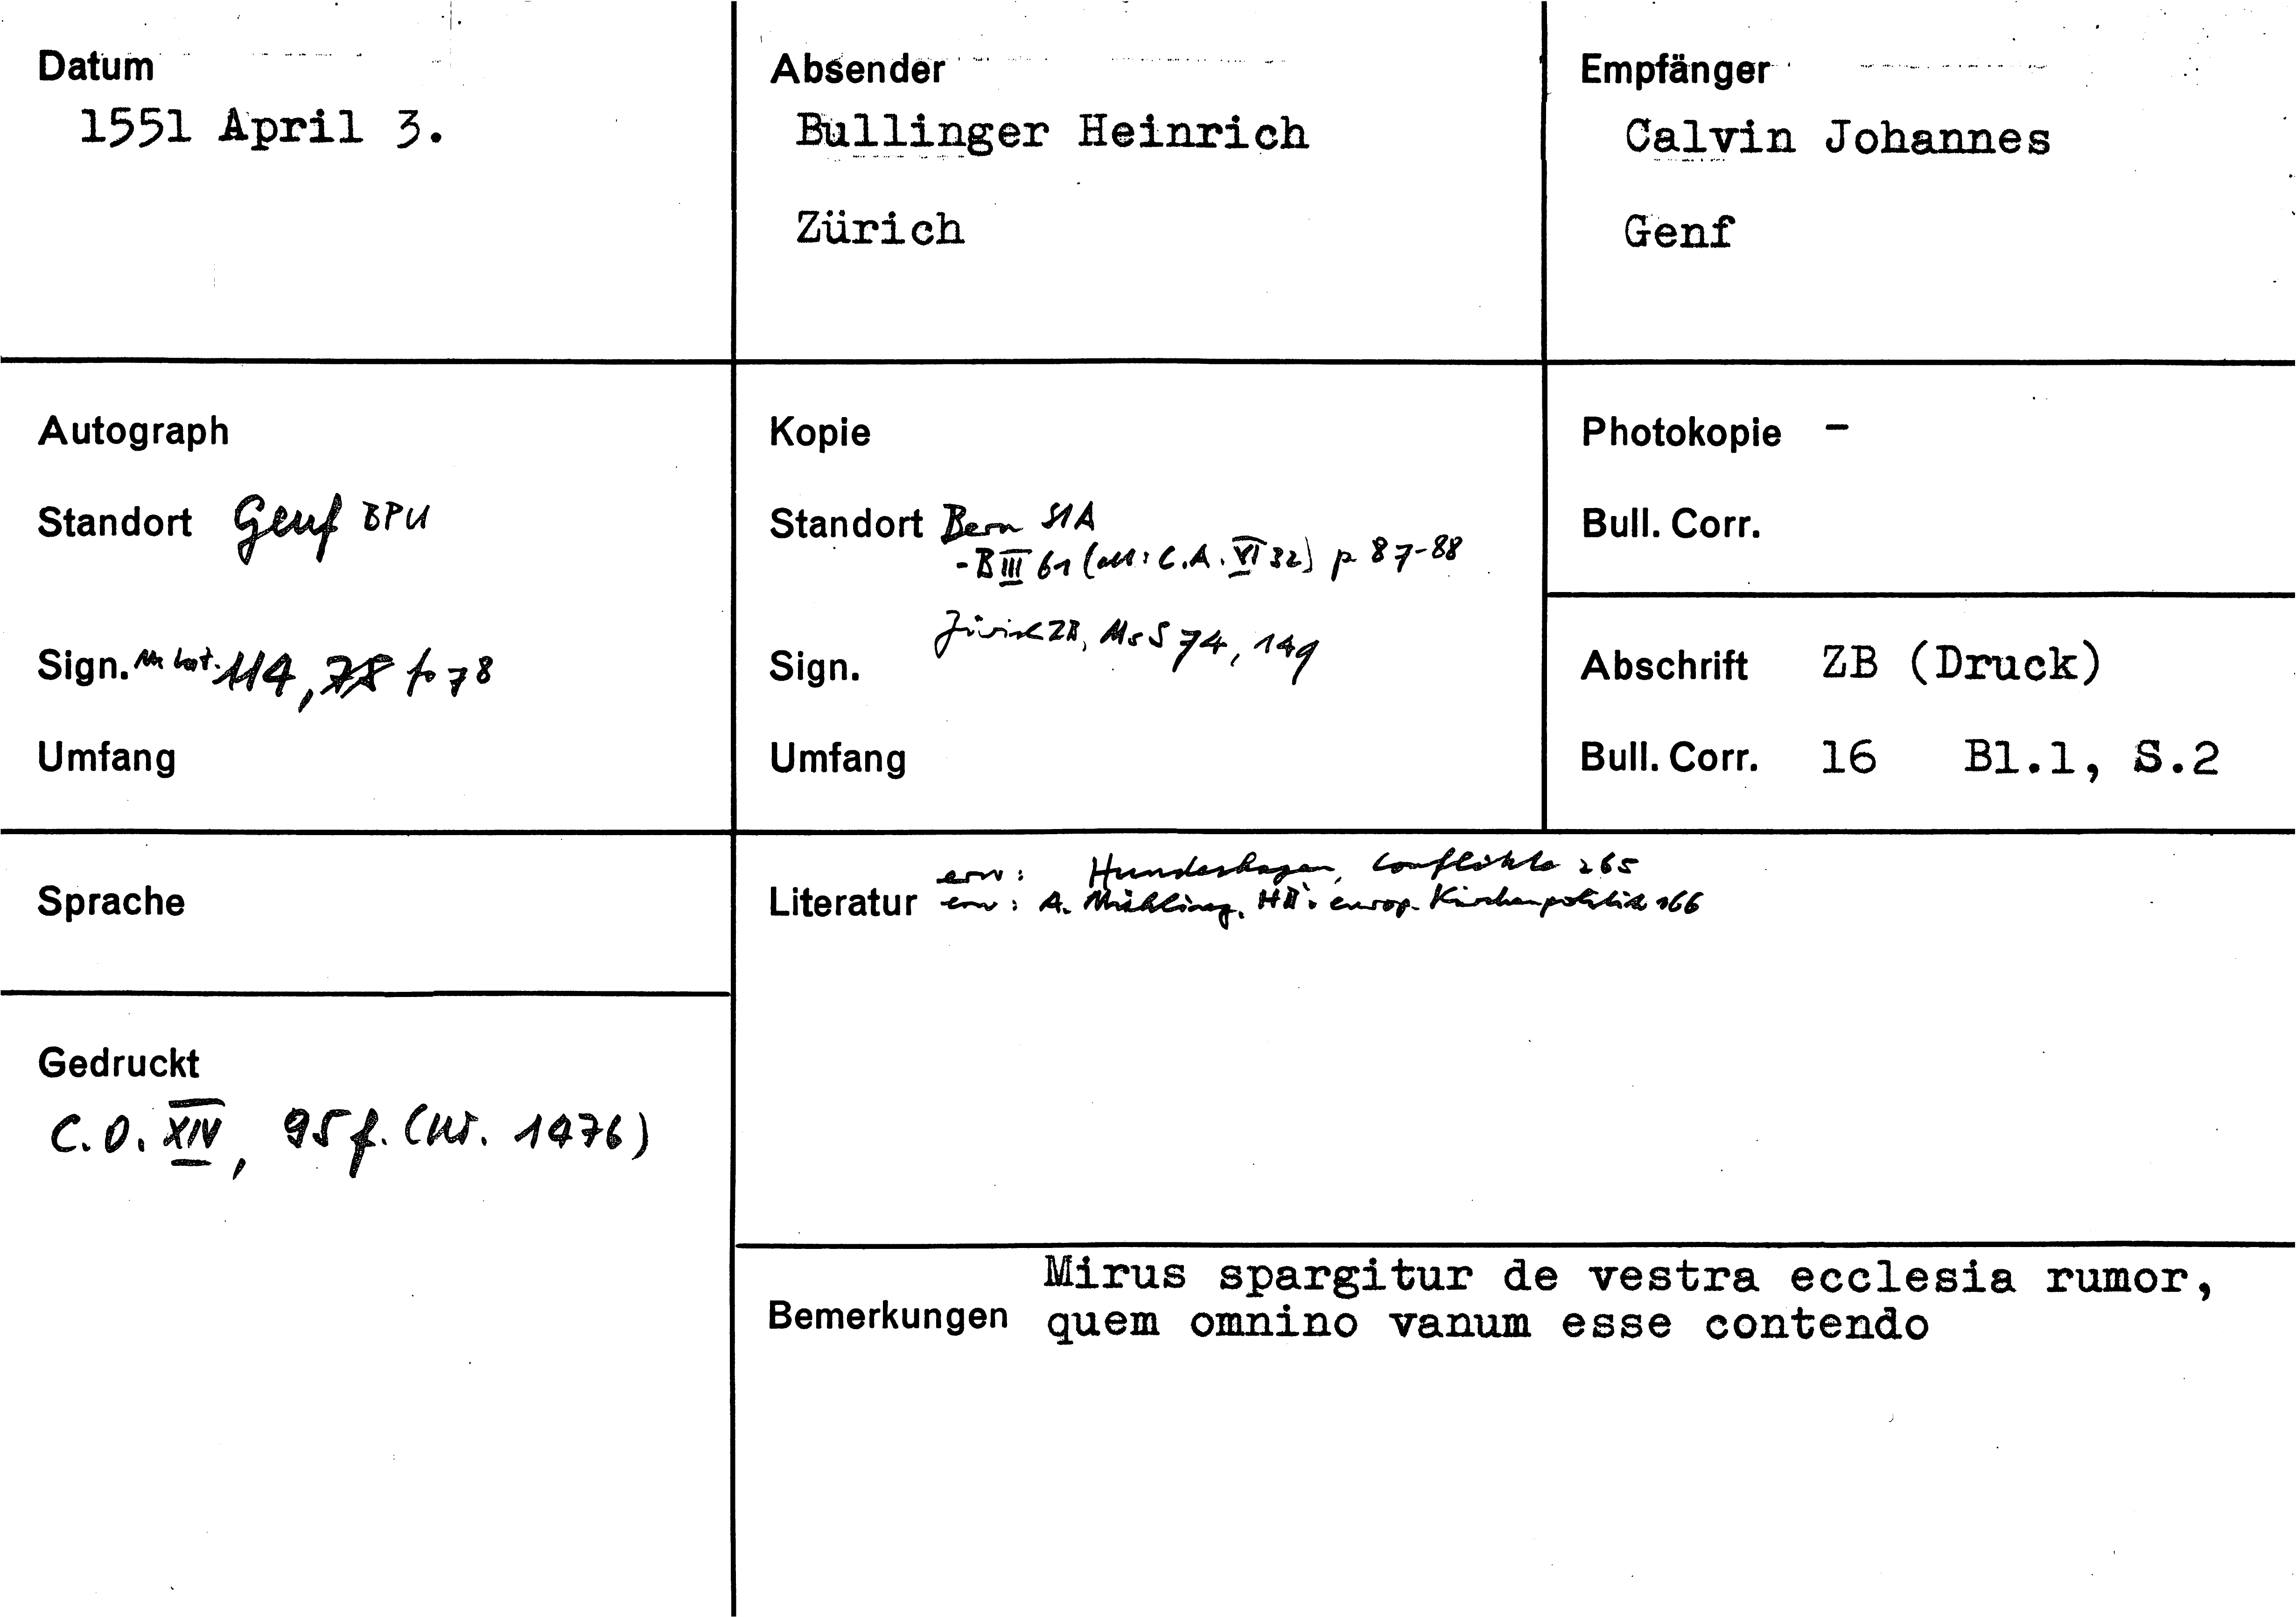 Datum
1551 April 3.
Absender
Bullinger Heinrich
Zürich
Empfänger
Calvin Johannes
Genf
Autograph
Standort Genf BPU
Sign. Ms lat. 114, 78 fo 78
Umfang
Kopie
Standort Bern StA
- B III 61 (alt: C.A. VI 32) p 87-88
Zürich ZB, Ms S 74, 149
Sign.
Umfang
Photokopie -
Bull. Corr.
Abschrift ZB (Druck)
Bull. Corr. 16 Bl.1, S.2
Sprache
Gedruckt
C.O. XIV, 95 f. (Nr. 1476)
erw: Hundeshagen, Conflikte 265
Literatur erw: A. Mühling, HB's europ. Kirchenpolitik 166
Mirus spargitur de vestra ecclesia rumor,
Bemerkungen quem omnino vanum esse contendo